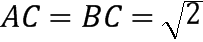 AC = BC = √2